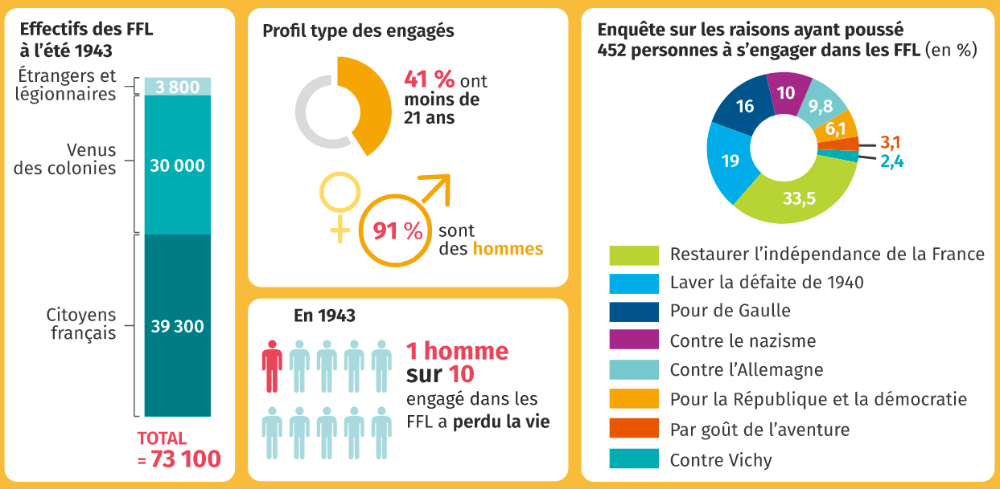 Effectifs des FFL
à l'été 1943
Étrangers et
légionnaires
3 800
Venus
des colonies
30 000
Citoyens
français
39 300
TOTAL
= 73 100
Profil type des engagés
41 % ont
moins de
21 ans
91 %
sont
des hommes
En 1943
1 homme
sur 10
engagé dans les
FFL a perdu la vie
Enquête sur les raisons ayant poussé
452 personnes à s'engager dans les FFL (en %)
10
9,8
6,1
3,1
2,4
33,5
19
16
Restaurer l'indépendance de la France
Laver la défaite de 1940
Pour de Gaulle
Contre le nazisme
Contre l'Allemagne
Pour la République et la démocratie
Par goût de l'aventure
Contre Vichy